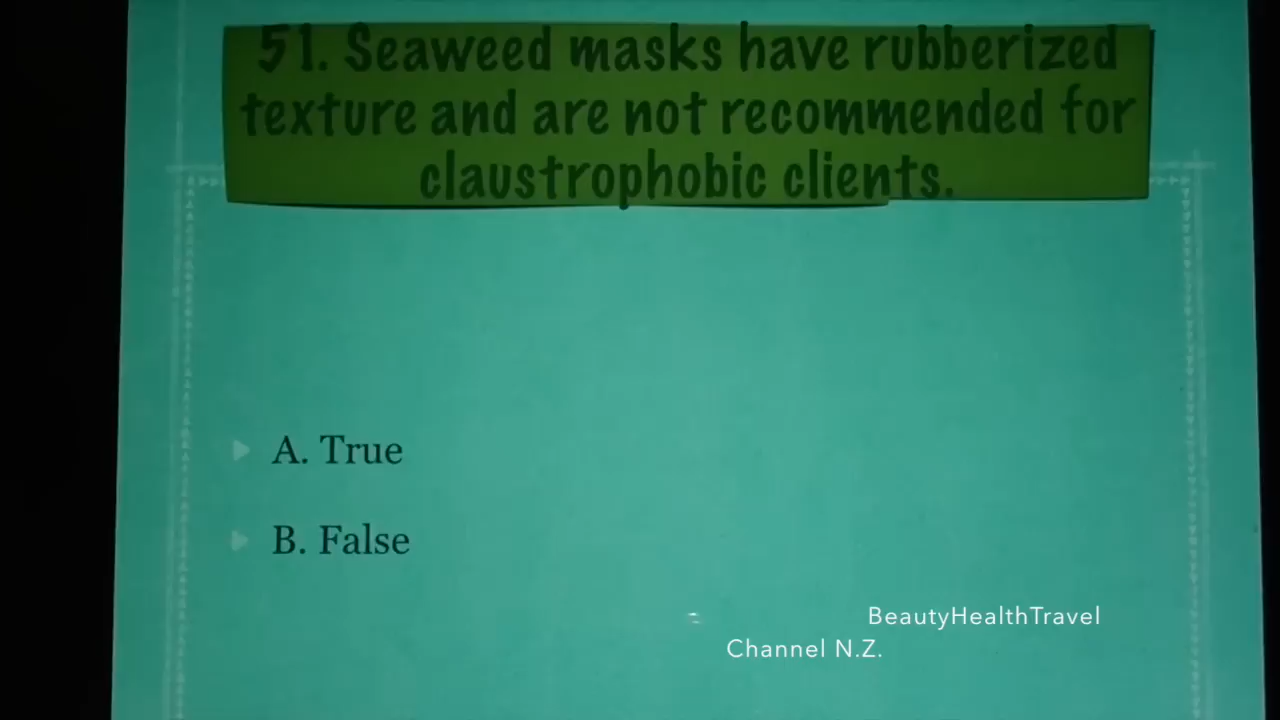 51. Seaweed masks have rubberized
texture and are not recommended for
claustrophobic clients.
A. True
B. False
BeautyHealthTravel
Channel N.Z.